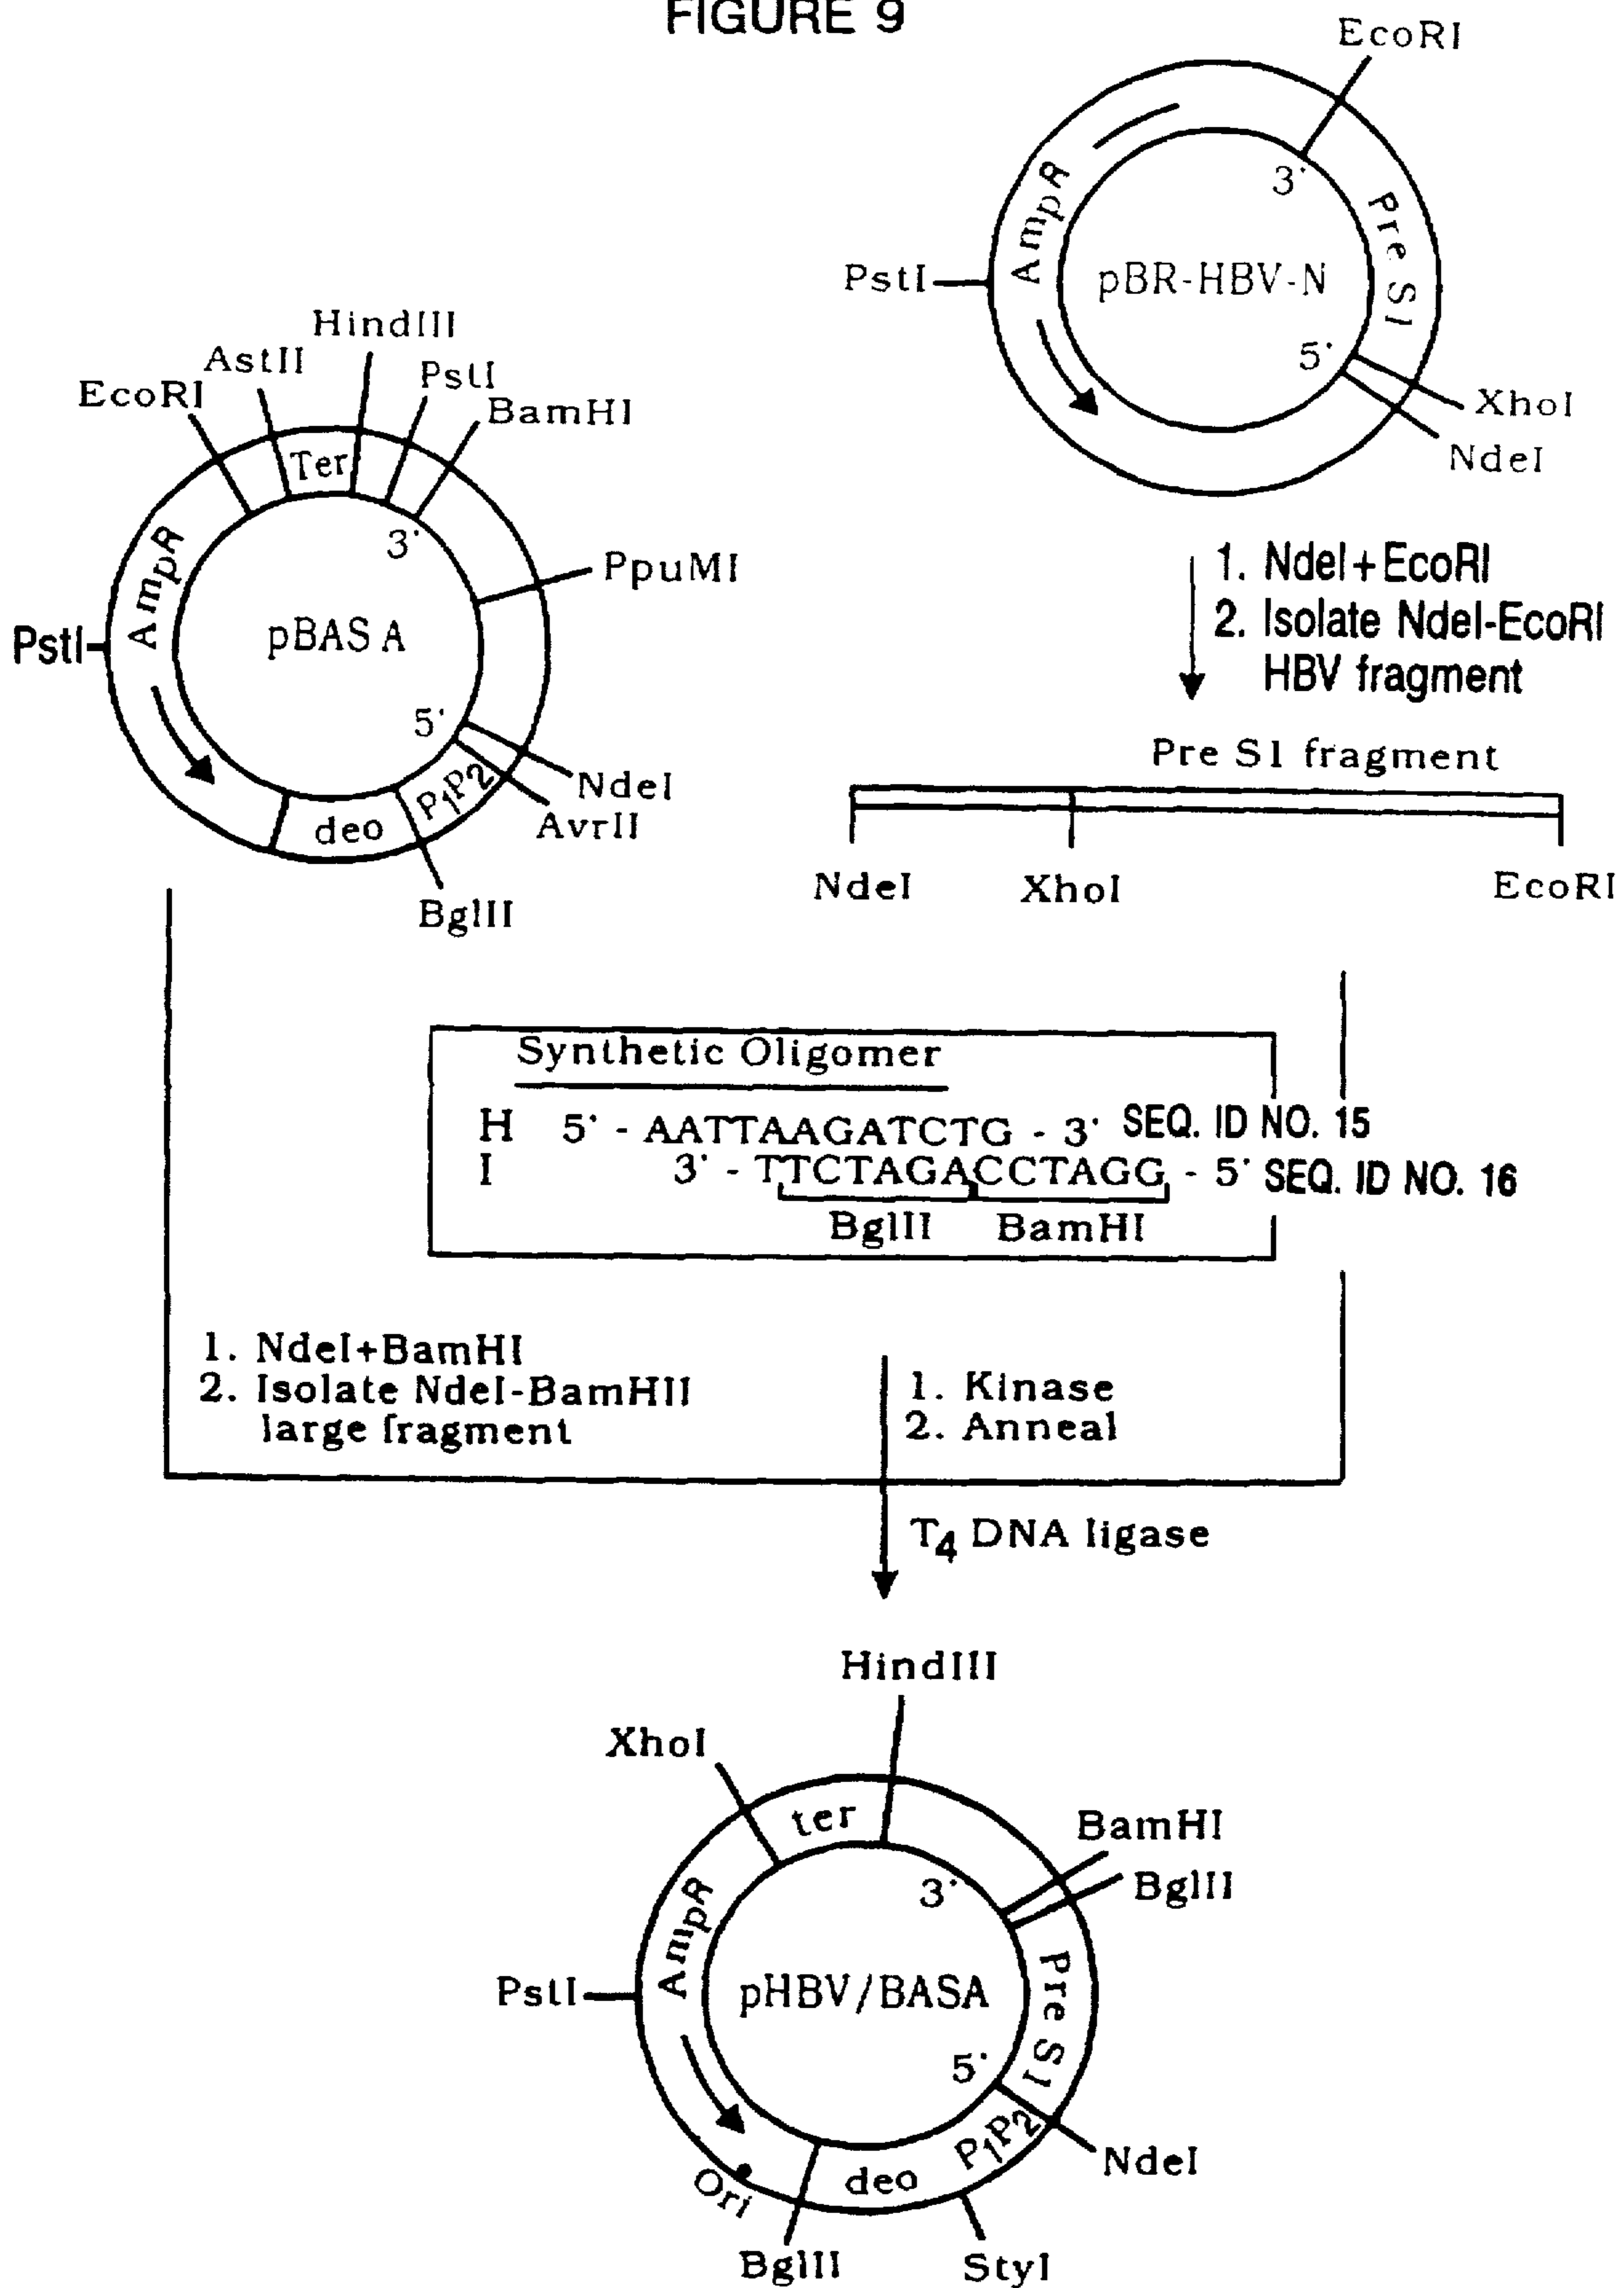 FIGURE 9
EcoRI
3'
AmpR
Pre S1
PstI
pBR-HBV-N
5'
XhoI
NdeI
HindIII
AstII
PstI
EcoRI
BamHI
Ter
3'
AmpR
PpuMI
PstI
pBASA
5'
NdeI
P1P2
AvrII
deo
BglII
1. NdeI+EcoRI
2. Isolate NdeI-EcoRI
HBV fragment
Pre S1 fragment
NdeI XhoI EcoRI
Synthetic Oligomer
H 5' - AATTAAGATCTG - 3' SEQ. ID NO. 15
I 3' - TTCTAGACCTAGG - 5' SEQ. ID NO. 16
BglII BamHI
1. NdeI+BamHI
2. Isolate NdeI-BamHII
large fragment
1. Kinase
2. Anneal
T4 DNA ligase
HindIII
XhoI
ter
BamHI
BglII
3'
AmpR
PstI
pHBV/BASA
Pre S1
5'
P1P2
NdeI
deo
Ori
BglII
StyI